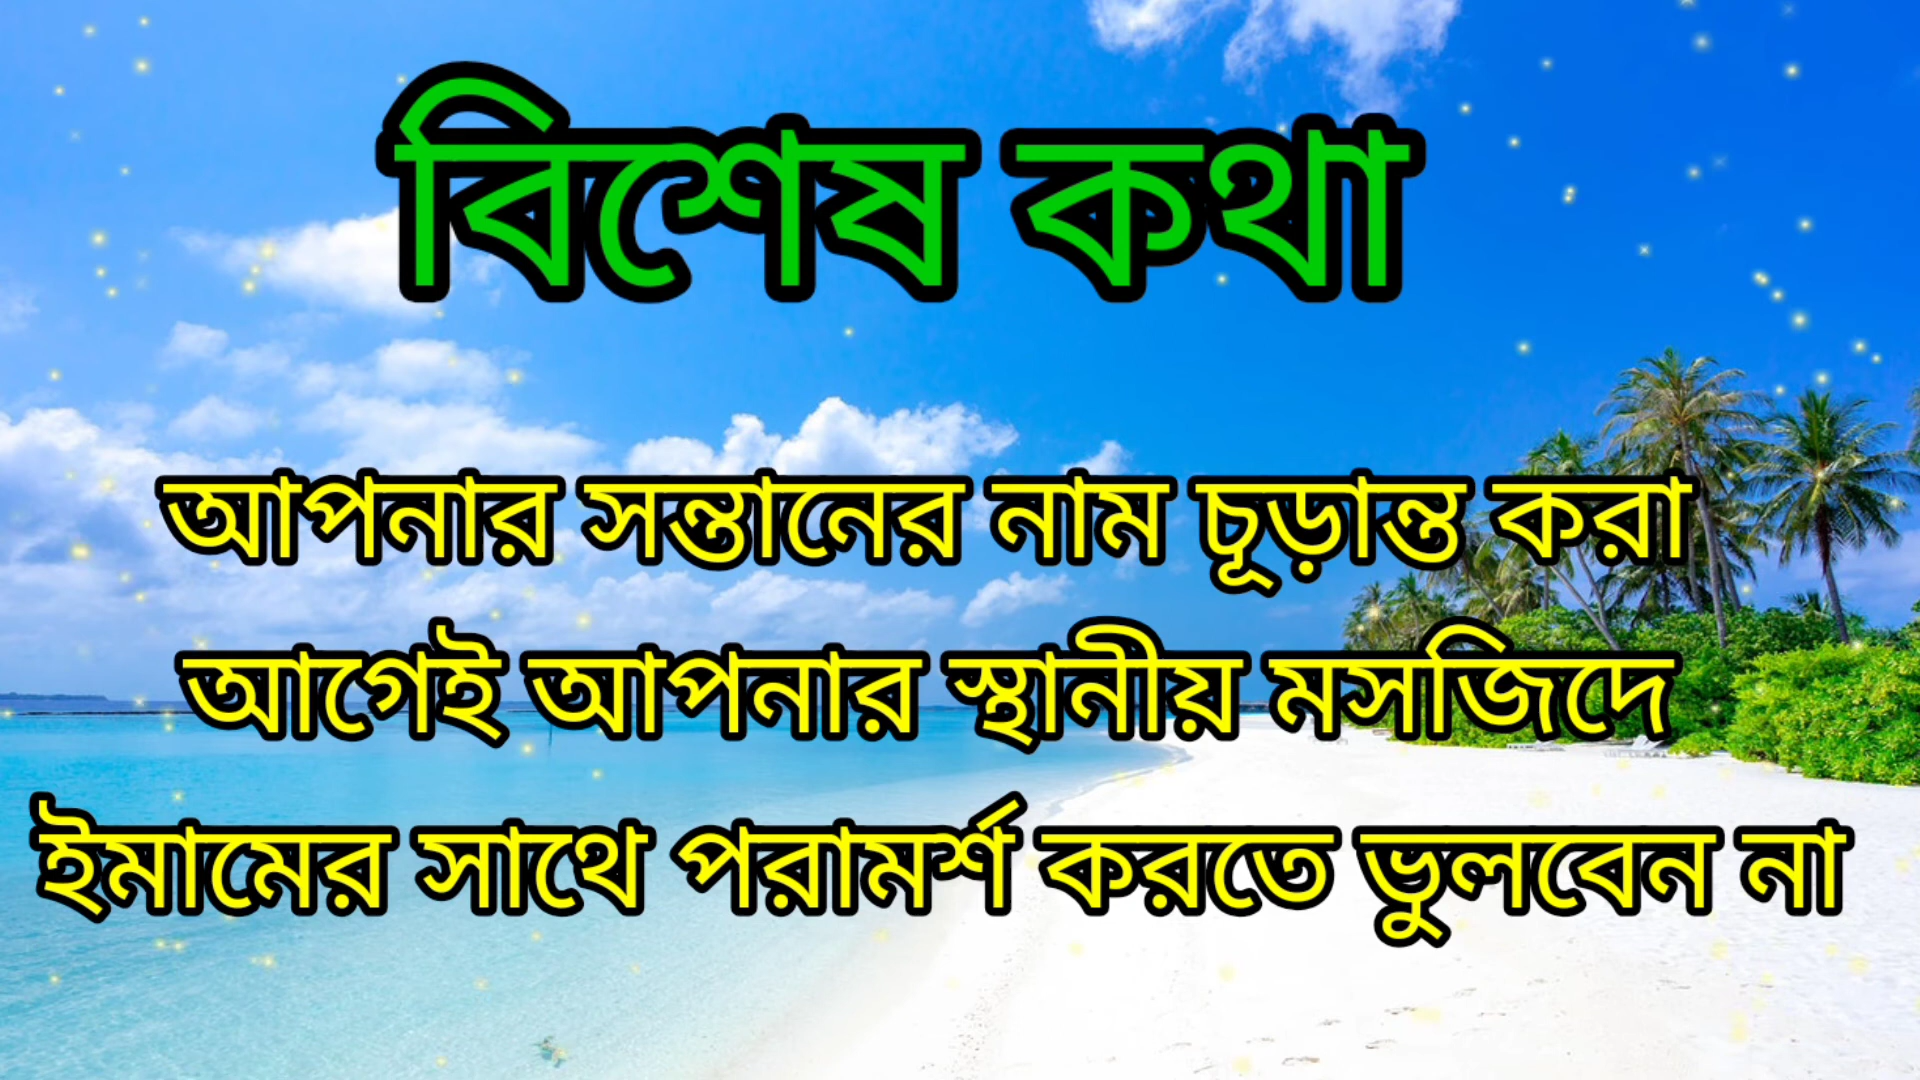 বিশেষ কথা
আপনার সন্তানের নাম চূড়ান্ত করা
আগেই আপনার স্থানীয় মসজিদে
ইমামের সাথে পরামর্শ করতে ভুলবেন না